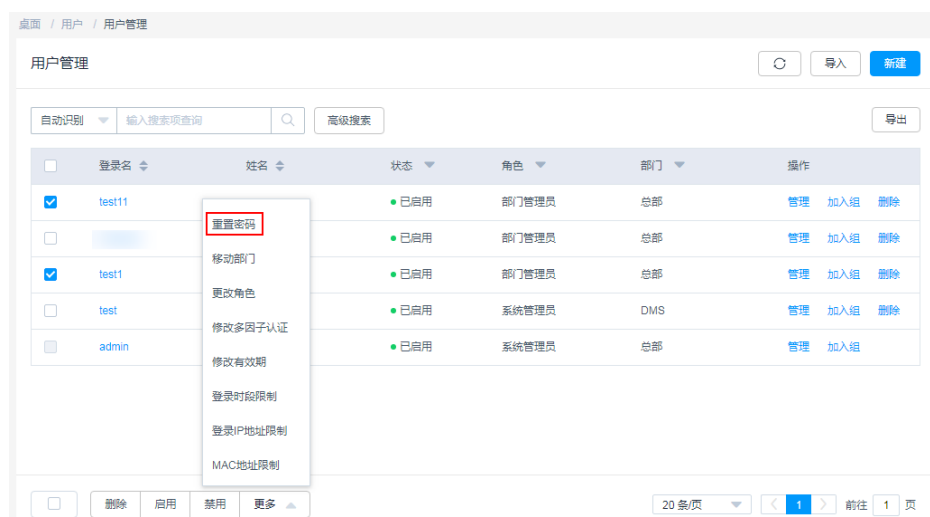 桌面 / 用户 / 用户管理
用户管理 导入 新建
自动识别 输入搜索项查询 高级搜索 导出
登录名 姓名 状态 角色 部门 操作
test11 已启用 部门管理员 总部 管理 加入组 删除
重置密码
已启用 部门管理员 总部 管理 加入组 删除
移动部门
test1 已启用 部门管理员 总部 管理 加入组 删除
更改角色
test 已启用 系统管理员 DMS 管理 加入组 删除
修改多因子认证
admin 已启用 系统管理员 总部 管理 加入组
修改有效期
登录时段限制
登录IP地址限制
MAC地址限制
删除 启用 禁用 更多 20 条/页 1 前往 1 页